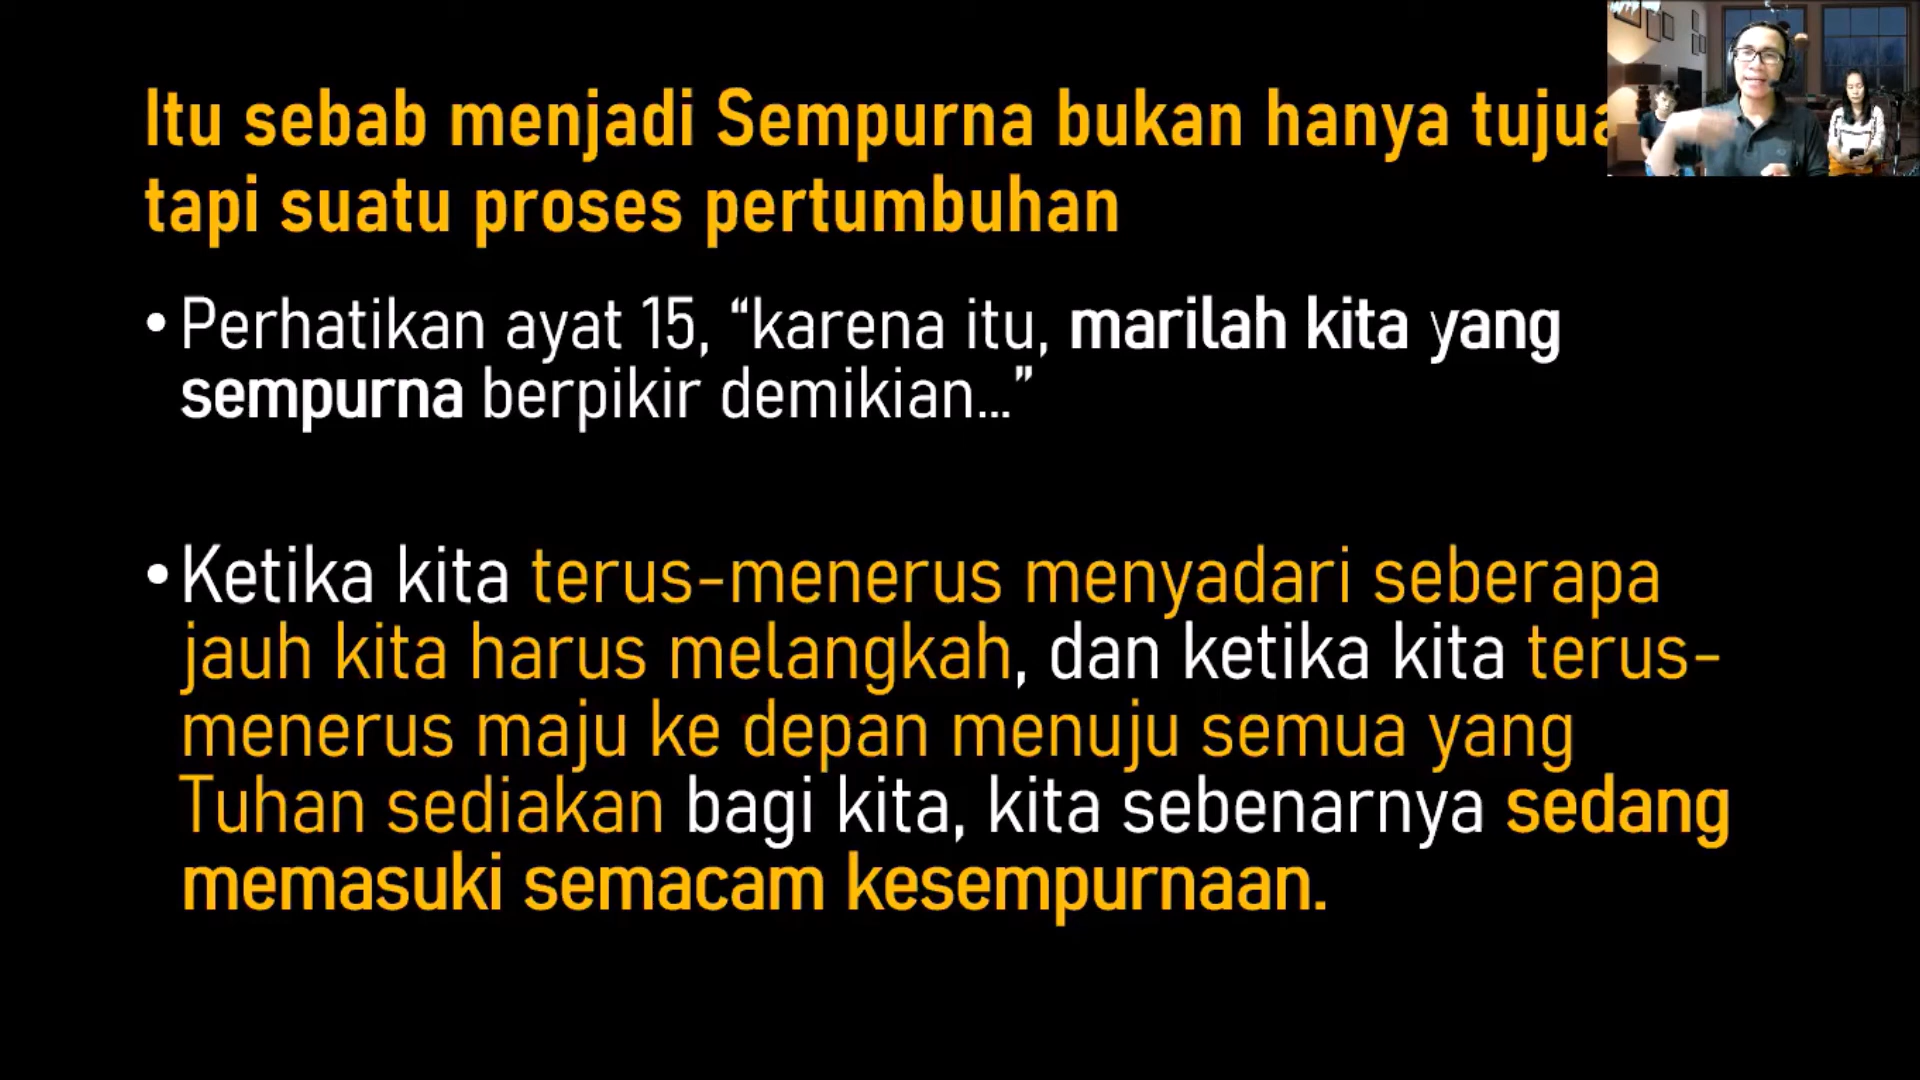 Itu sebab menjadi Sempurna bukan hanya
tapi suatu proses pertumbuhan
• Perhatikan ayat 15, “karena itu, marilah kita yang
sempurna berpikir demikian...”
• Ketika kita terus-menerus menyadari seberapa
jauh kita harus melangkah, dan ketika kita terus-
menerus maju ke depan menuju semua yang
Tuhan sediakan bagi kita, kita sebenarnya sedang
memasuki semacam kesempurnaan.